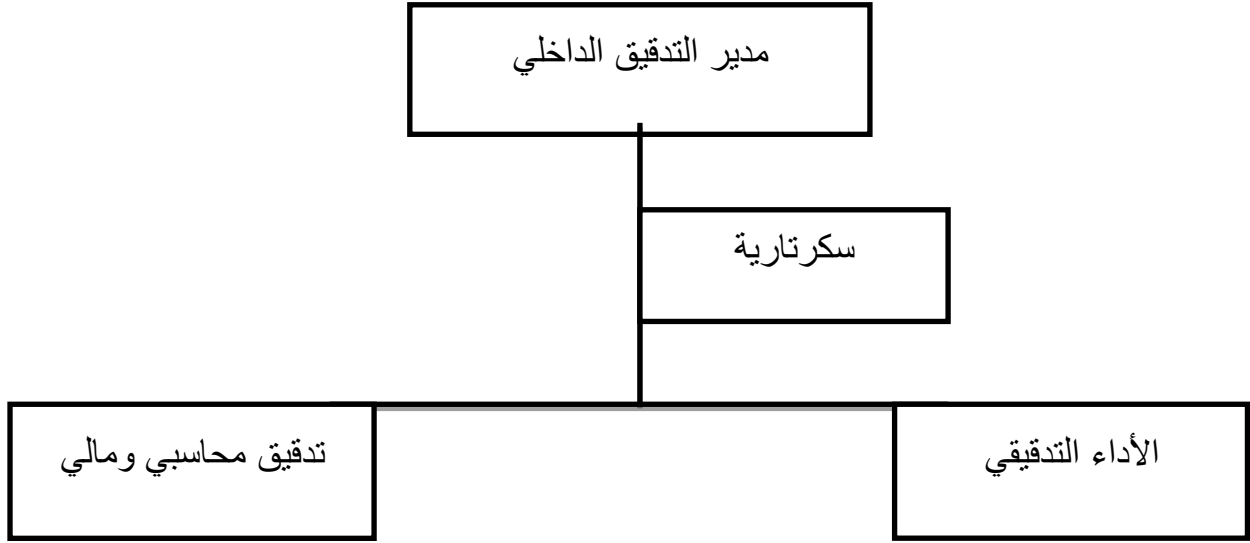 مدير التدقيق الداخلي
سكرتارية
الأداء التدقيقي
تدقيق محاسبي ومالي